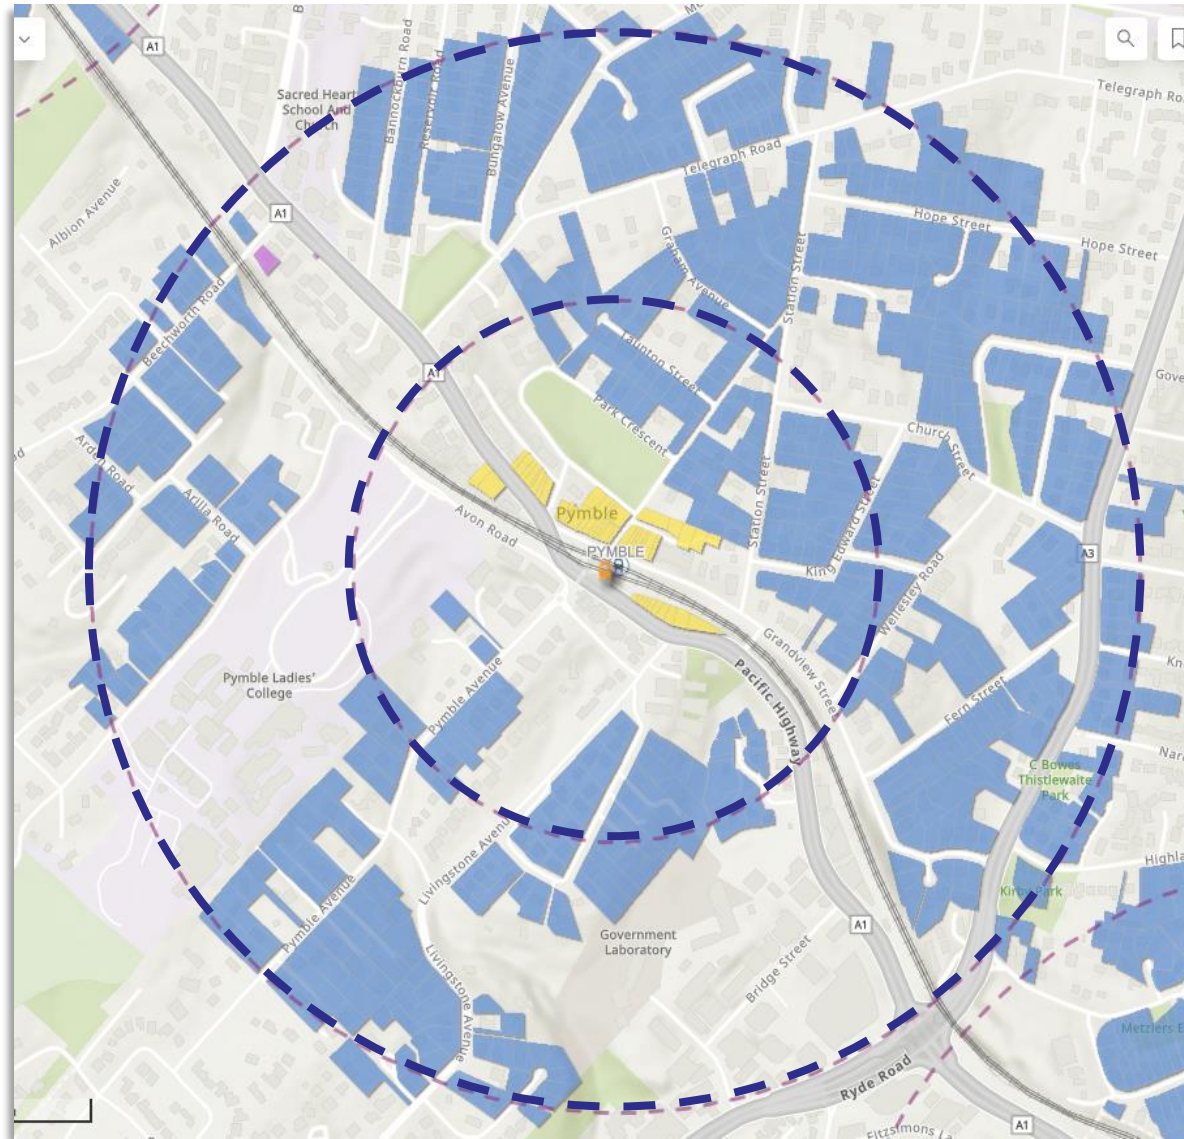 A1
Telegraph Ro
Bannockburn Road
Reservoir Road
Bungalow Avenue
Sacred Heart
School And
Church
Telegraph Road
Albion Avenue
A1
Hope Street
Hope Street
Graham Avenue
Station Street
Beechworth Road
Taunton Street
A1
Gove
Park Crescent
Church Street
Arden Road
Arilla Road
Station Street
King Edward Street
Avon Road
Pymble
PYMBLE
A3
Wellesley Road
Grandview Street
Pymble Ladies'
College
Pymble Avenue
Pacific Highway
Fern Street
Kn
Nar
C Bowes
Thistlewaite
Park
Livingstone Avenue
Highla
Kirby Park
Pymble Avenue
A1
Government
Laboratory
Bridge Street
Livingstone Avenue
Metzlers
Ryde Road
A1
Fitzsimons La